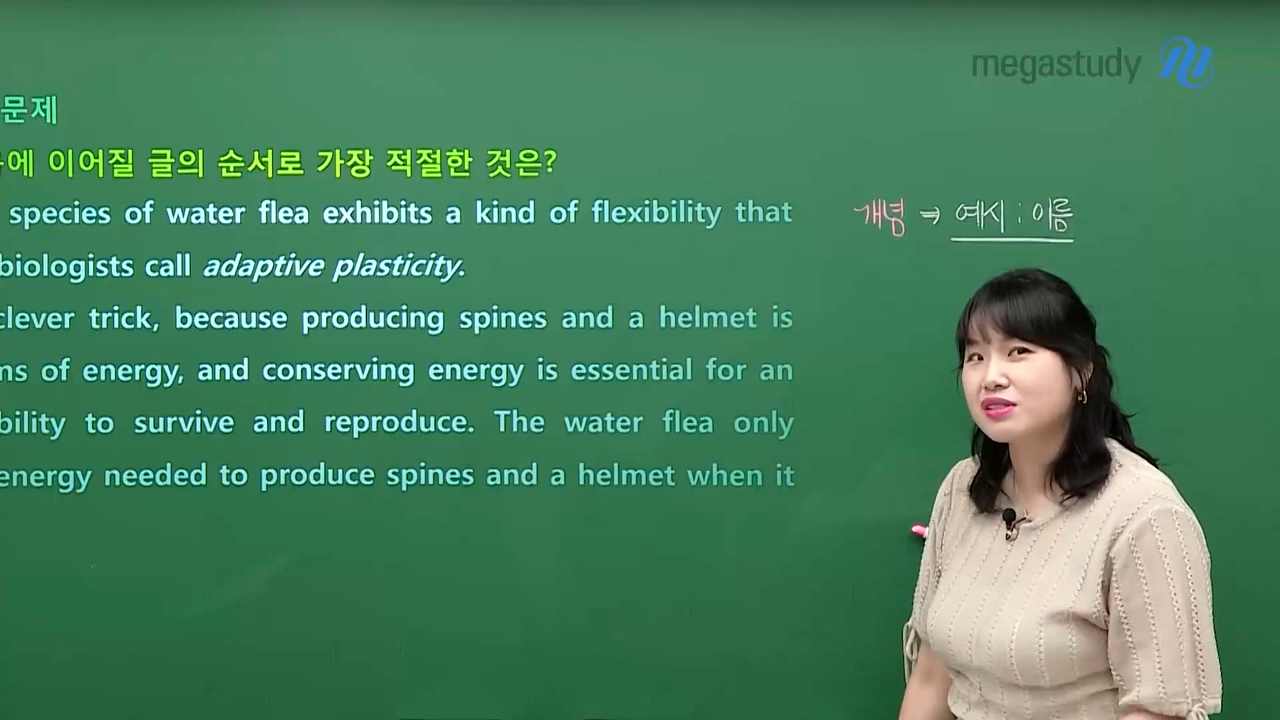 megastudy
문제
에 이어질 글의 순서로 가장 적절한 것은?
species of water flea exhibits a kind of flexibility that
개념 ⇒ 예시 : 이름
biologists call adaptive plasticity.
clever trick, because producing spines and a helmet is
ms of energy, and conserving energy is essential for an
bility to survive and reproduce. The water flea only
energy needed to produce spines and a helmet when it